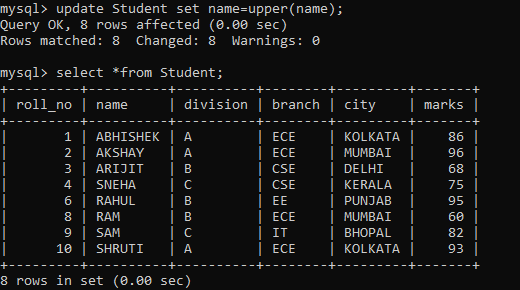 mysql> update Student set name=upper(name);
Query OK, 8 rows affected (0.00 sec)
Rows matched: 8  Changed: 8  Warnings: 0

mysql> select *from Student;
+---------+----------+----------+--------+---------+-------+
| roll_no | name     | division | branch | city    | marks |
+---------+----------+----------+--------+---------+-------+
|       1 | ABHISHEK | A        | ECE    | KOLKATA |    86 |
|       2 | AKSHAY   | A        | ECE    | MUMBAI  |    96 |
|       3 | ARIJIT   | B        | CSE    | DELHI   |    68 |
|       4 | SNEHA    | C        | CSE    | KERALA  |    75 |
|       6 | RAHUL    | B        | EE     | PUNJAB  |    95 |
|       8 | RAM      | B        | ECE    | MUMBAI  |    60 |
|       9 | SAM      | C        | IT     | BHOPAL  |    82 |
|      10 | SHRUTI   | A        | ECE    | KOLKATA |    93 |
+---------+----------+----------+--------+---------+-------+
8 rows in set (0.00 sec)